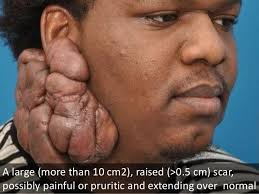 A large (more than 10 cm2), raised (>0.5 cm) scar,
possibly painful or pruritic and extending over  normal